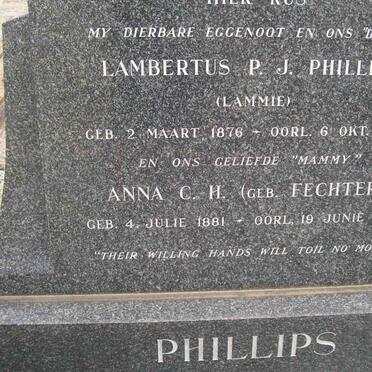 HIER RUS
MY DIERBARE EGGENOOT EN ONS
LAMBERTUS P. J. PHILLI
(LAMMIE)
GEB. 2 MAART 1876 – OORL. 6 OKT.
EN ONS GELIEFDE "MAMMY"
ANNA C. H. (GEB. FECHTER
GEB. 4. JULIE 1881 – OORL. 19 JUNIE
"THEIR WILLING HANDS WILL TOIL NO MO
PHILLIPS